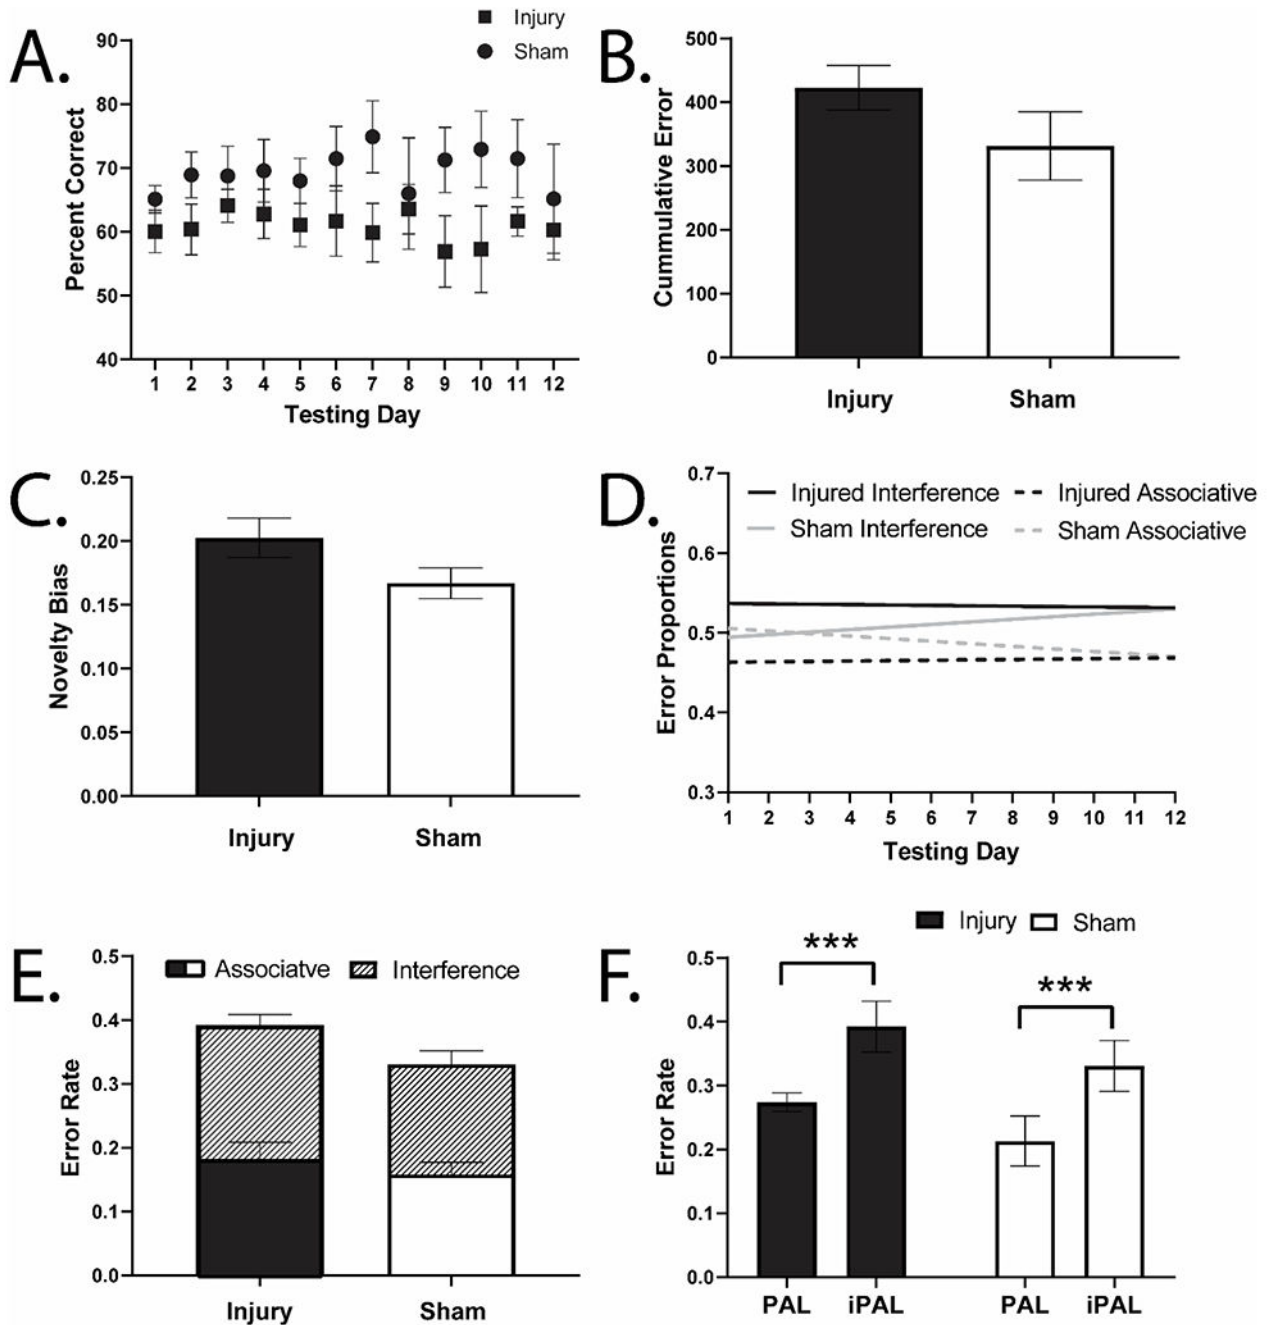 A.
Injury
Sham
90
80
70
60
50
40
Percent Correct
1 2 3 4 5 6 7 8 9 10 11 12
Testing Day
B.
500
400
300
200
100
0
Cummulative Error
Injury Sham
C.
0.25
0.20
0.15
0.10
0.05
0.00
Novelty Bias
Injury Sham
D.
Injured Interference Injured Associative
Sham Interference Sham Associative
0.7
0.6
0.5
0.4
0.3
Error Proportions
1 2 3 4 5 6 7 8 9 10 11 12
Testing Day
E.
Associatve Interference
0.5
0.4
0.3
0.2
0.1
0.0
Error Rate
Injury Sham
F.
Injury Sham
0.5
0.4
0.3
0.2
0.1
0.0
Error Rate
***
***
PAL iPAL PAL iPAL